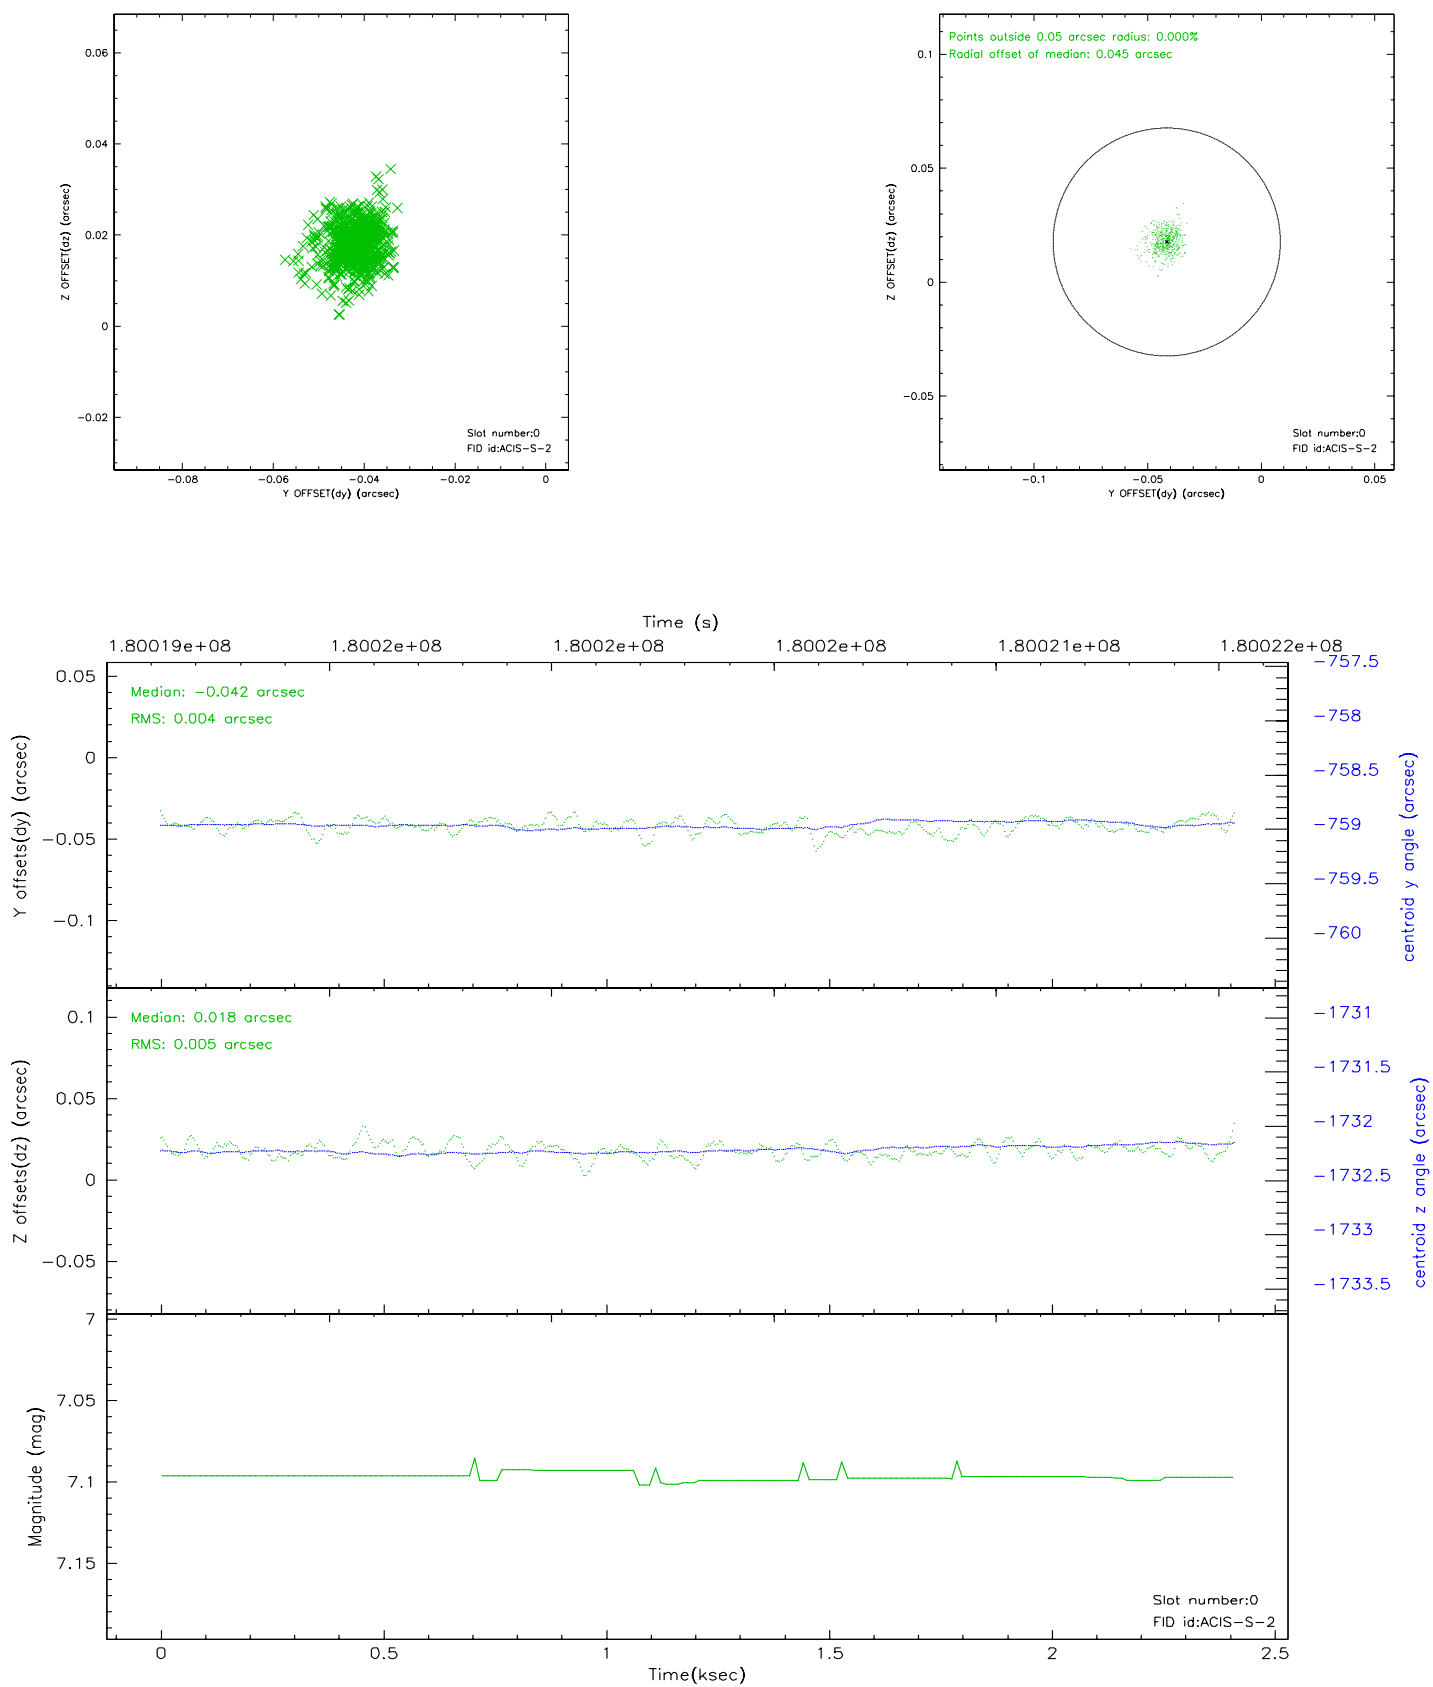 0.06
0.04
0.02
0
−0.02
Z OFFSET(dz) (arcsec)
Slot number:0
FID id:ACIS−S−2
−0.08 −0.06 −0.04 −0.02 0
Y OFFSET(dy) (arcsec)
Points outside 0.05 arcsec radius: 0.000%
Radial offset of median: 0.045 arcsec
0.1
0.05
0
−0.05
Z OFFSET(dz) (arcsec)
Slot number:0
FID id:ACIS−S−2
−0.1 −0.05 0 0.05
Y OFFSET(dy) (arcsec)
Time (s)
1.80019e+08 1.8002e+08 1.8002e+08 1.8002e+08 1.80021e+08 1.80022e+08
Median: −0.042 arcsec
RMS: 0.004 arcsec
0.05
0
−0.05
−0.1
Y offsets(dy) (arcsec)
−757.5
−758
−758.5
−759
−759.5
−760
centroid y angle (arcsec)
Median: 0.018 arcsec
RMS: 0.005 arcsec
0.1
0.05
0
−0.05
Z offsets(dz) (arcsec)
−1731
−1731.5
−1732
−1732.5
−1733
−1733.5
centroid z angle (arcsec)
7
7.05
7.1
7.15
Magnitude (mag)
Slot number:0
FID id:ACIS−S−2
0 0.5 1 1.5 2 2.5
Time(ksec)